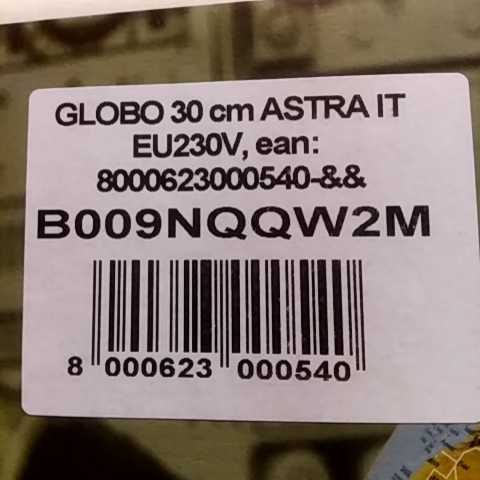 GLOBO 30 cm ASTRA IT
EU230V, ean:
8000623000540-&&
B009NQQW2M
8 000623 000540